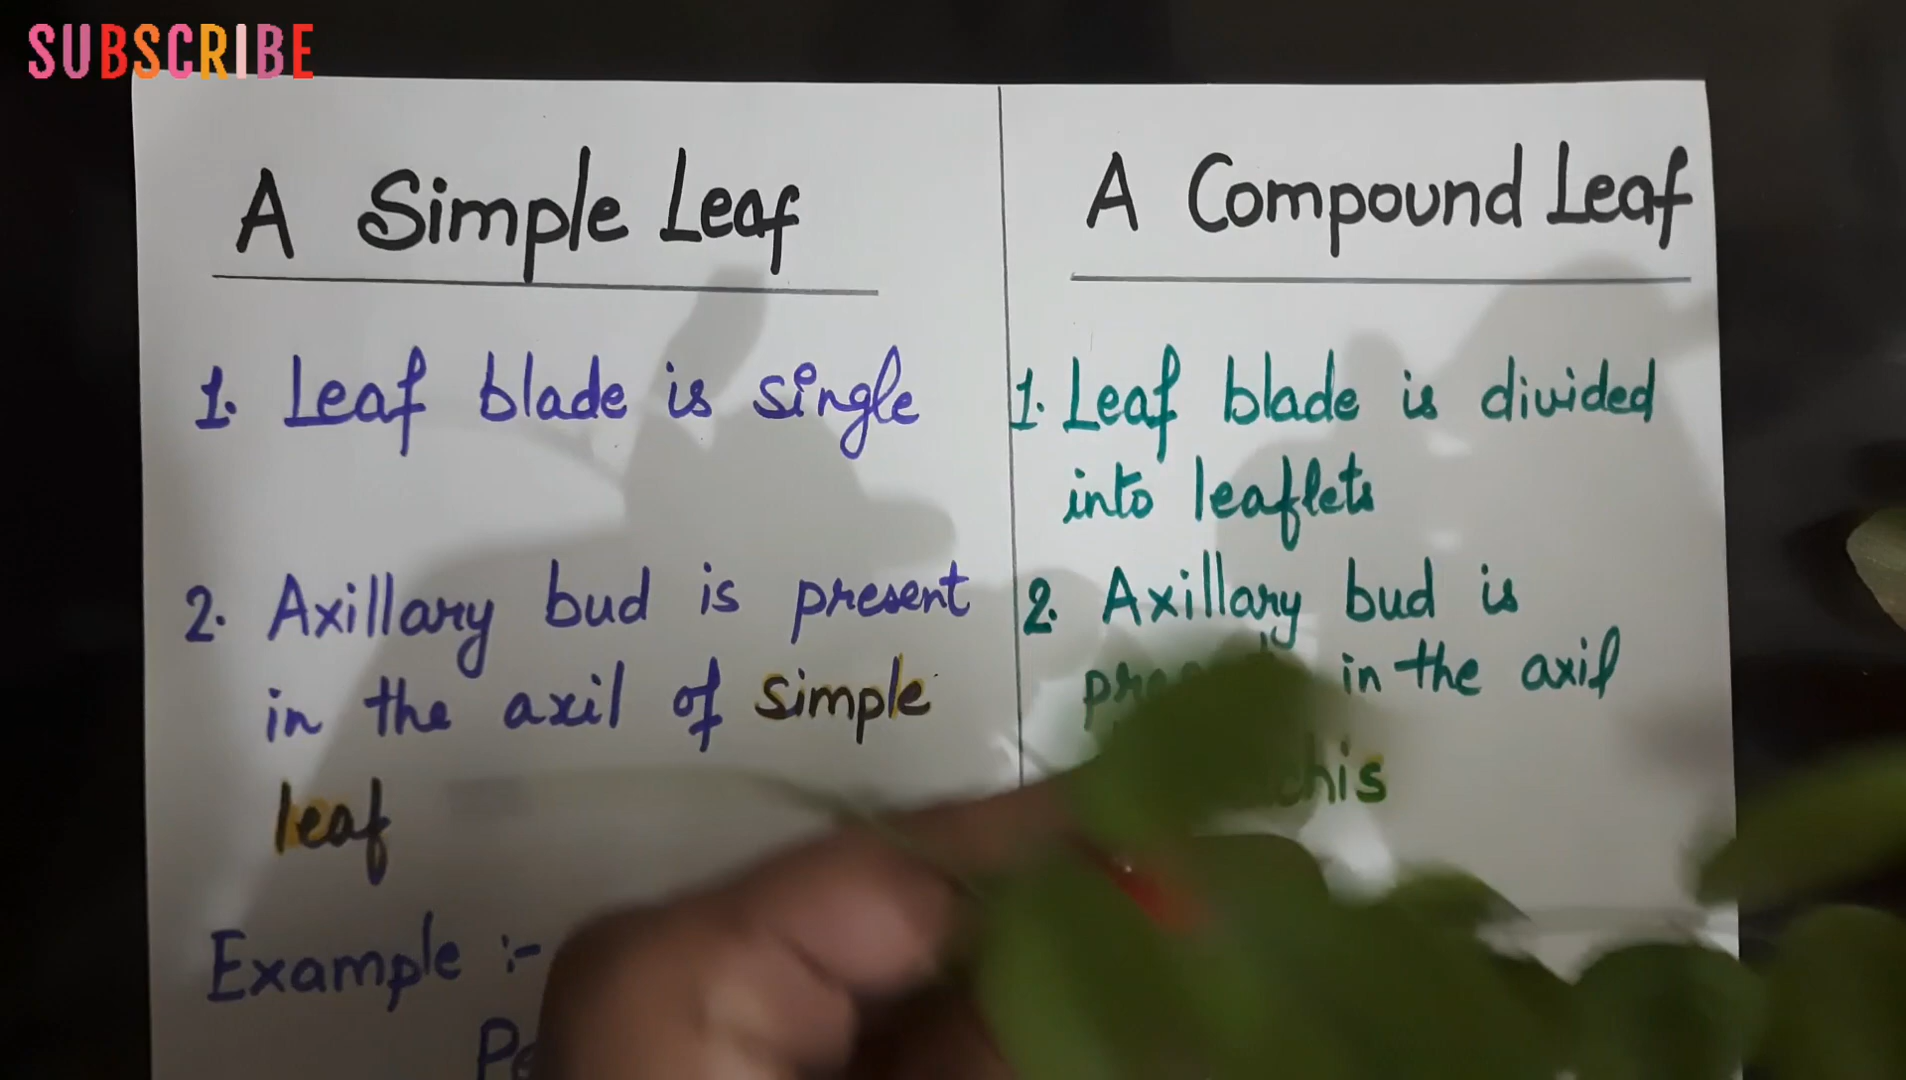 SUBSCRIBE
A Simple Leaf
1. Leaf blade is single
2. Axillary bud is present
in the axil of simple
leaf
Example :-
A Compound Leaf
1. Leaf blade is divided
into leaflets
2. Axillary bud is
in the axil